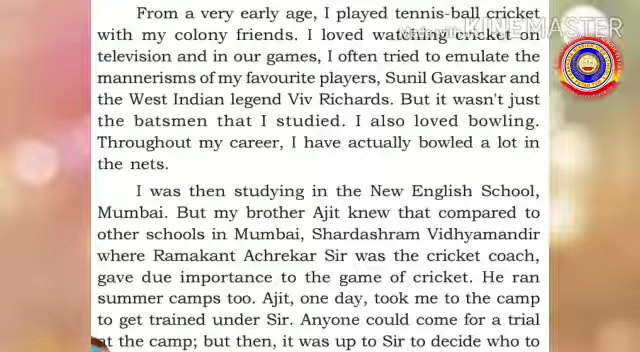 From a very early age, I played tennis-ball cricket
with my colony friends. I loved watching cricket on
television and in our games, I often tried to emulate the
mannerisms of my favourite players, Sunil Gavaskar and
the West Indian legend Viv Richards. But it wasn't just
the batsmen that I studied. I also loved bowling.
Throughout my career, I have actually bowled a lot in
the nets.
I was then studying in the New English School,
Mumbai. But my brother Ajit knew that compared to
other schools in Mumbai, Shardashram Vidhyamandir
where Ramakant Achrekar Sir was the cricket coach,
gave due importance to the game of cricket. He ran
summer camps too. Ajit, one day, took me to the camp
to get trained under Sir. Anyone could come for a trial
at the camp; but then, it was up to Sir to decide who to
Made with KINEMASTER